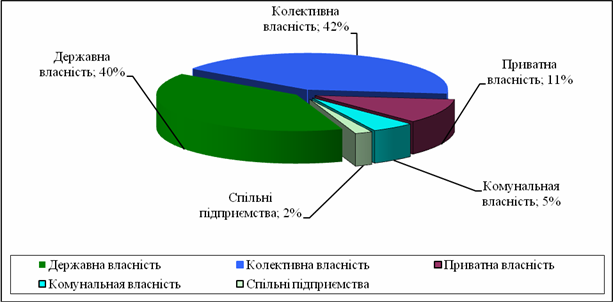 Колективна
власність; 42%
Державна
власність; 40%
Приватна
власність; 11%
Комунальная
власність; 5%
Спільні
підприємства; 2%
Державна власність
Колективна власність
Приватна власність
Комунальная власність
Спільні підприємства